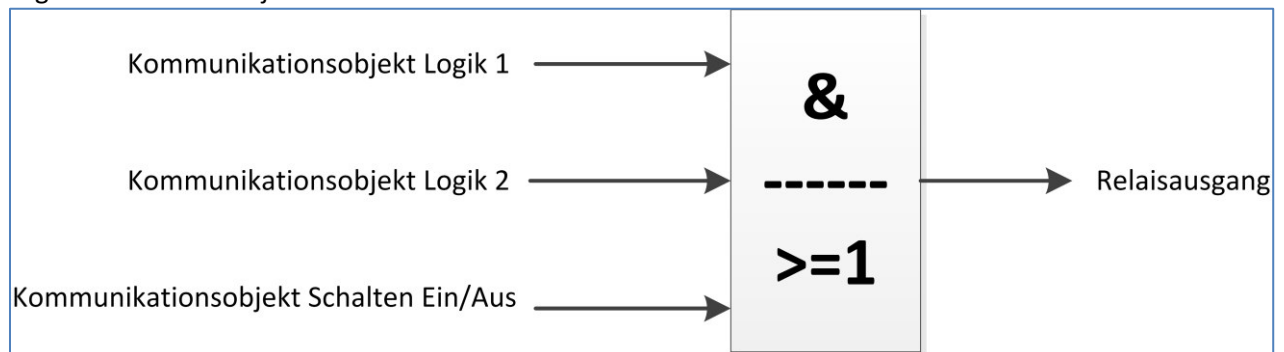 Kommunikationsobjekt Logik 1
&
Kommunikationsobjekt Logik 2
------
Relaisausgang
>=1
Kommunikationsobjekt Schalten Ein/Aus